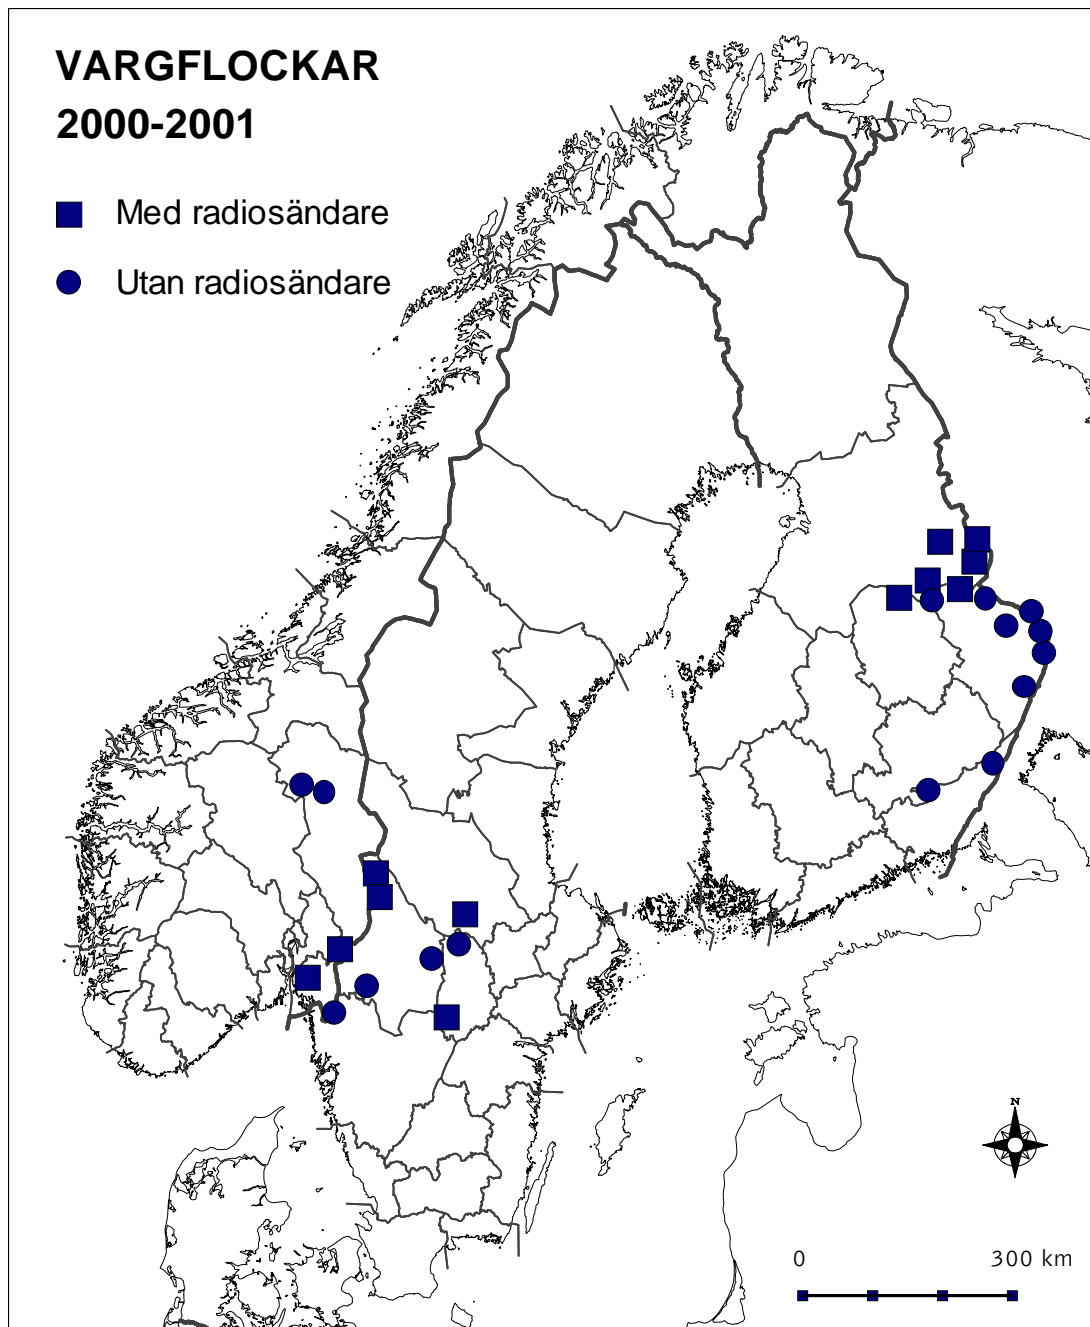 VARGFLOCKAR
2000-2001
Med radiosändare
Utan radiosändare
N
0 300 km